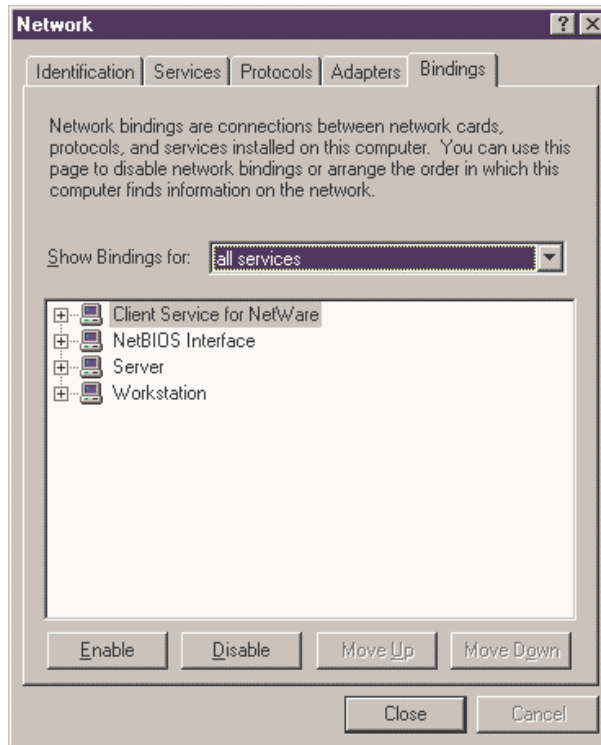 Network
Identification Services Protocols Adapters Bindings
Network bindings are connections between network cards,
protocols, and services installed on this computer. You can use this
page to disable network bindings or arrange the order in which this
computer finds information on the network.
Show Bindings for: all services
Client Service for NetWare
NetBIOS Interface
Server
Workstation
Enable Disable Move Up Move Down
Close Cancel